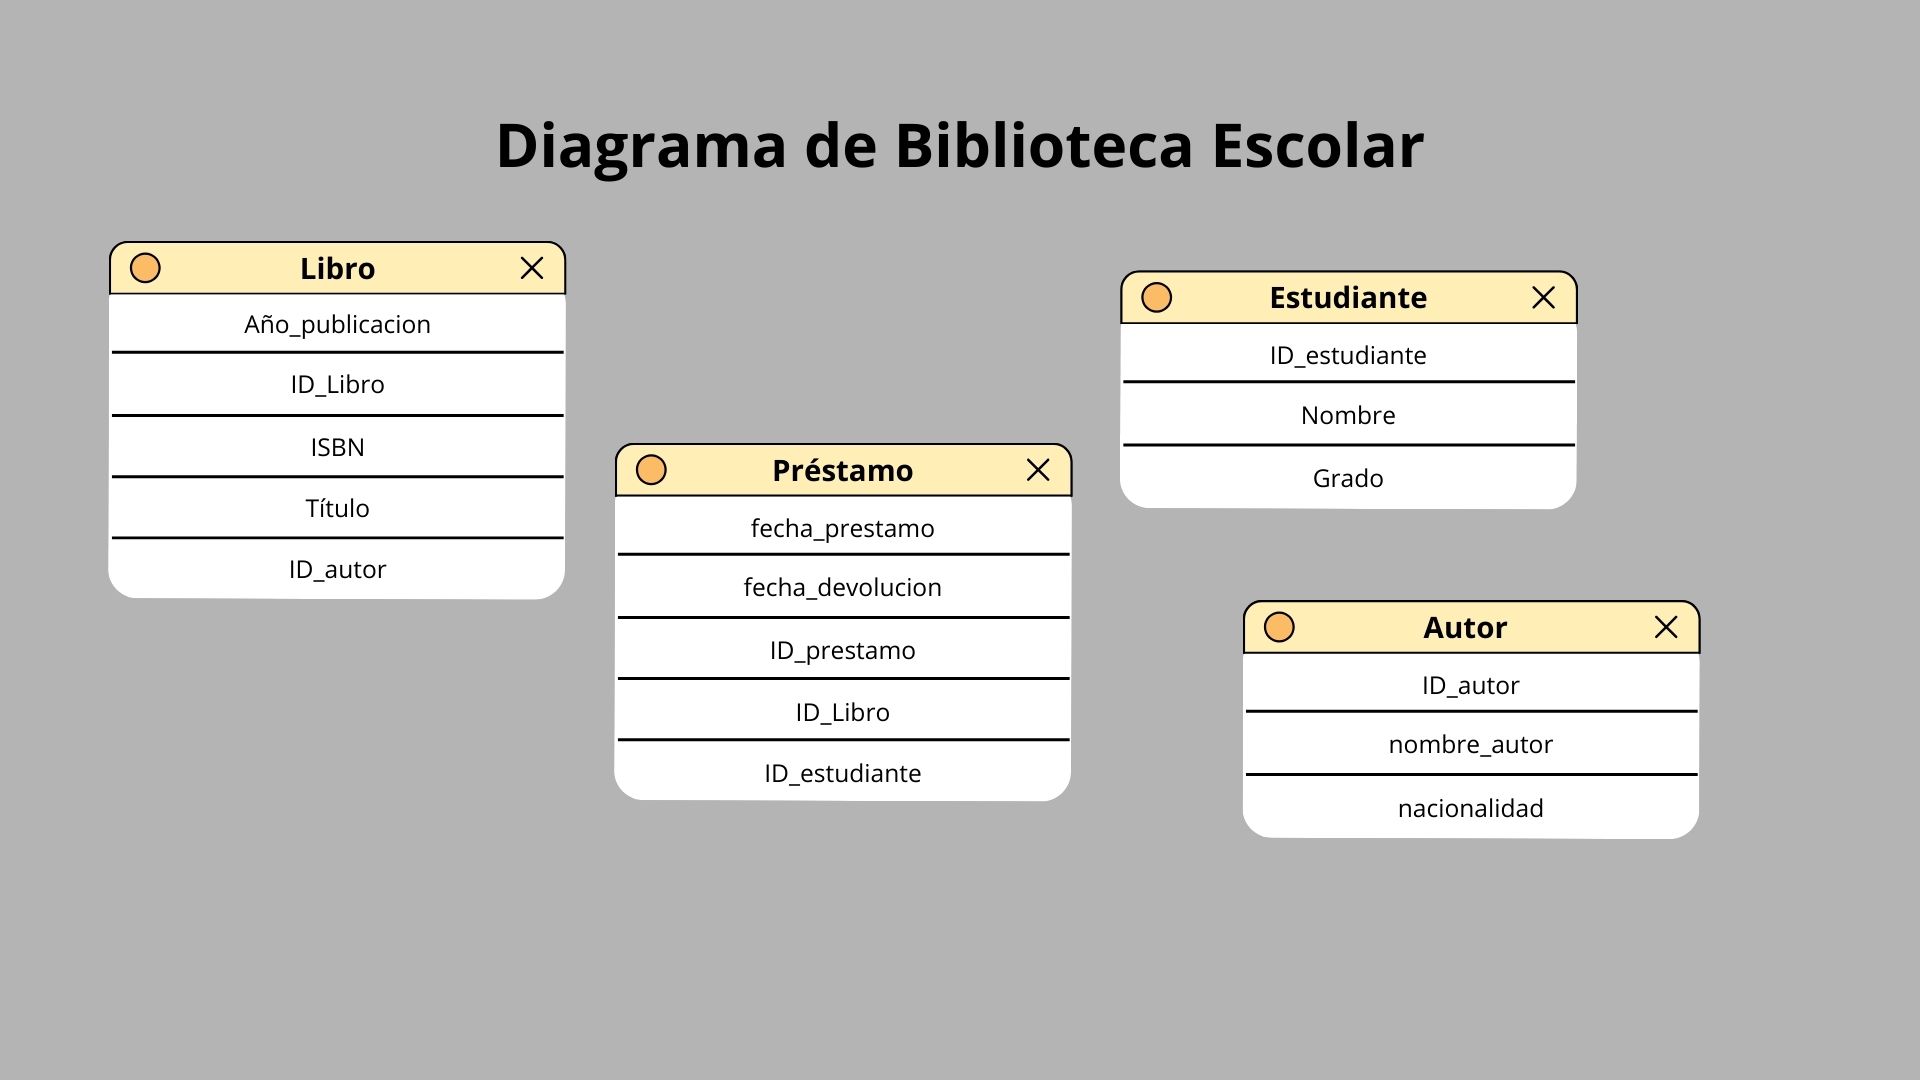 Diagrama de Biblioteca Escolar
Libro
Año_publicacion
ID_Libro
ISBN
Título
ID_autor
Préstamo
fecha_prestamo
fecha_devolucion
ID_prestamo
ID_Libro
ID_estudiante
Estudiante
ID_estudiante
Nombre
Grado
Autor
ID_autor
nombre_autor
nacionalidad